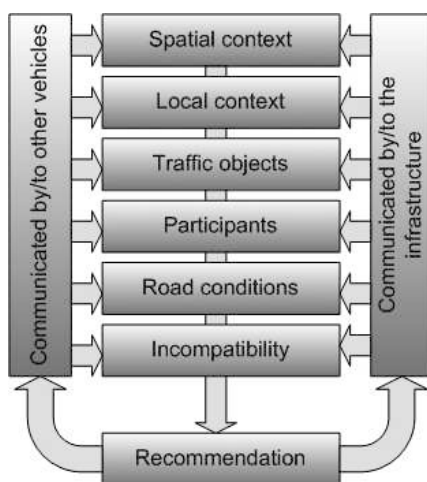 Spatial context
Local context
Traffic objects
Participants
Road conditions
Incompatibility
Recommendation
Communicated by/to other vehicles
Communicated by/to the
infrastructure